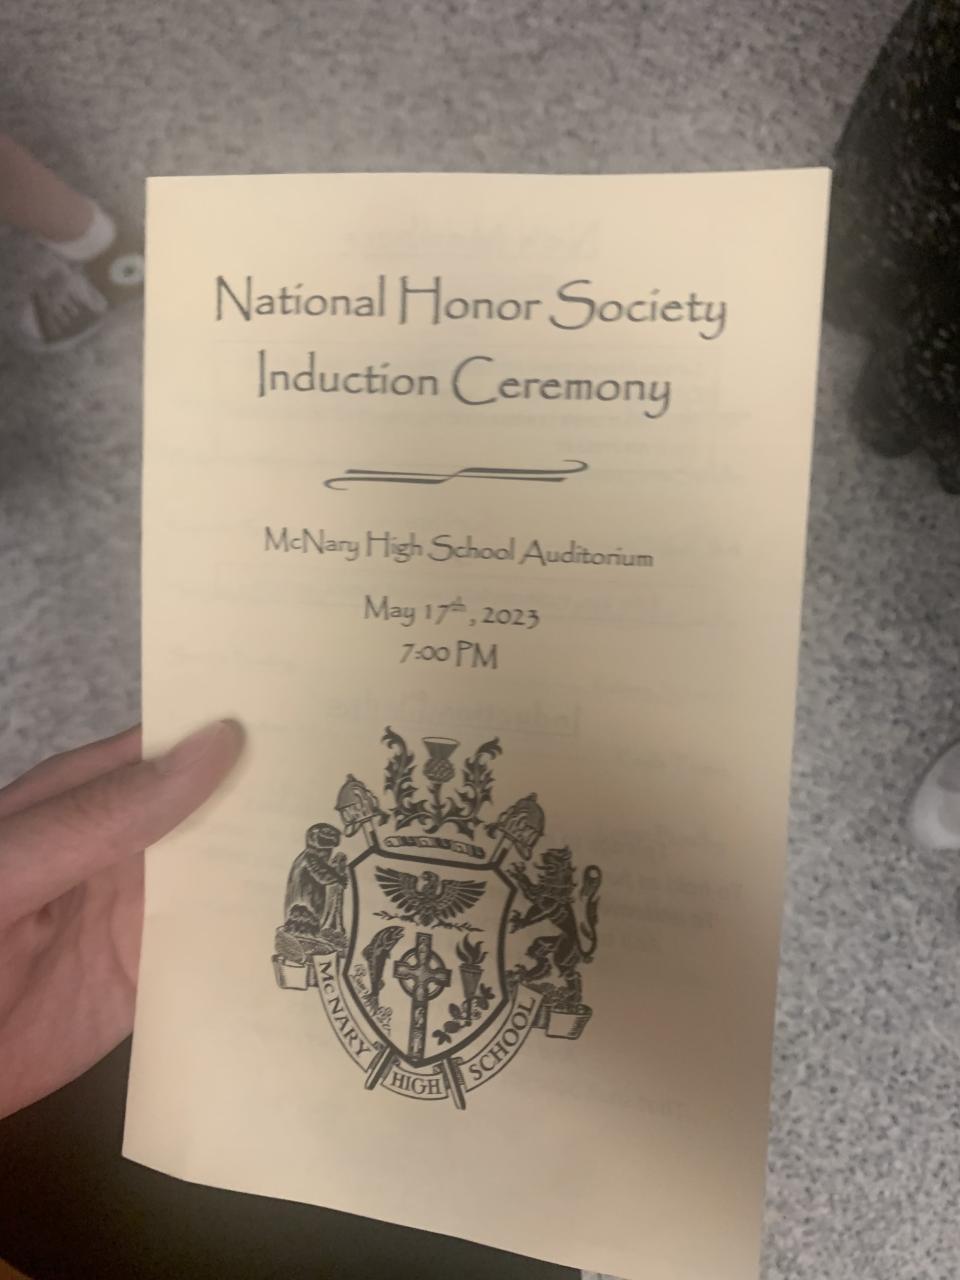 National Honor Society
Induction Ceremony
McNary High School Auditorium
May 17th, 2023
7:00 PM
McNARY HIGH SCHOOL